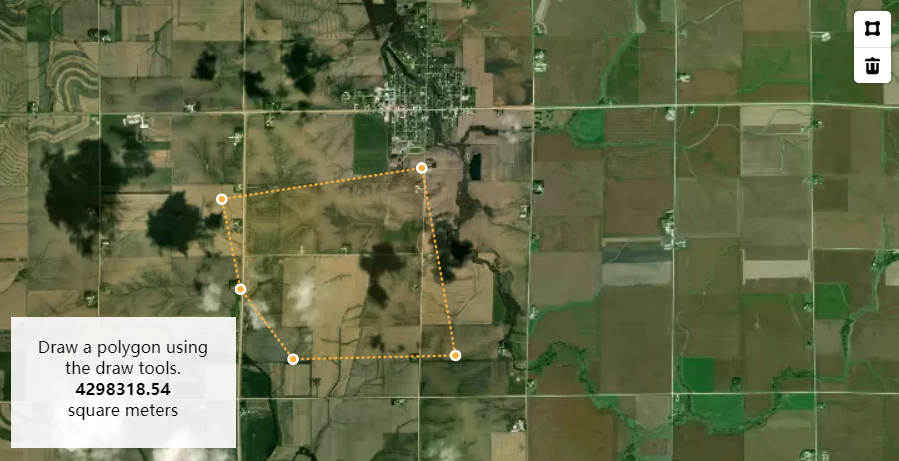 Draw a polygon using
the draw tools.
4298318.54
square meters